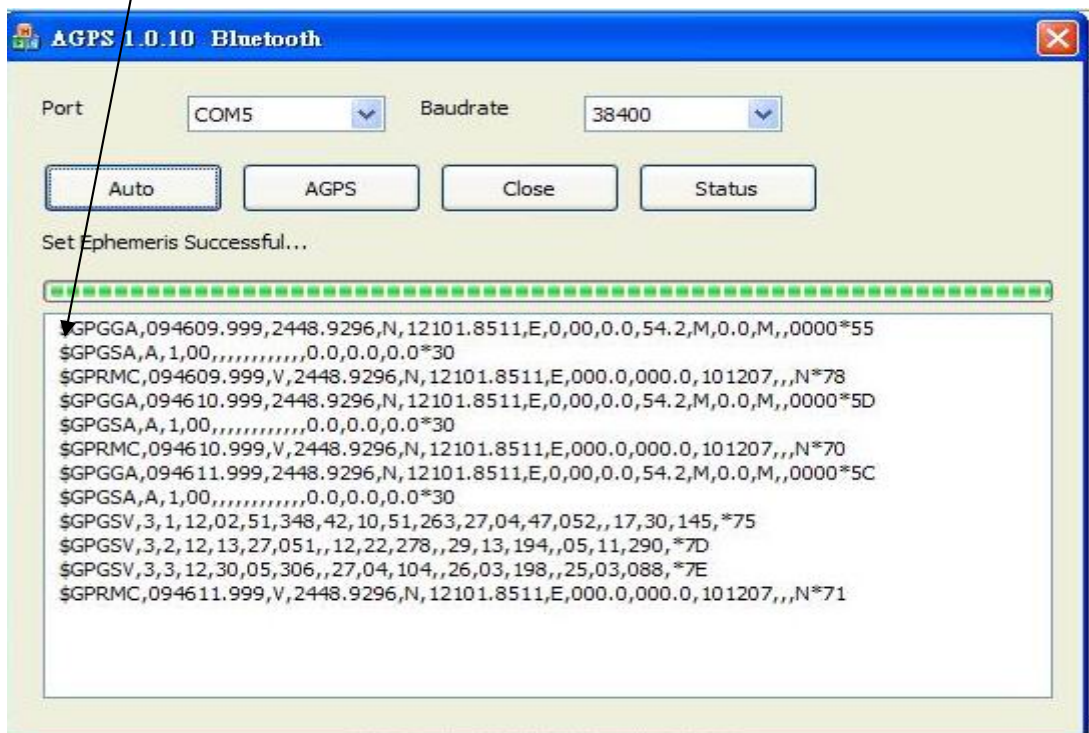 AGPS 1.0.10 Bluetooth
Port COM5 Baudrate 38400
Auto AGPS Close Status
Set Ephemeris Successful...
$GPGGA,094609.999,2448.9296,N,12101.8511,E,0,00,0.0,54.2,M,0.0,M,,0000*55
$GPGSA,A,1,00,,,,,,,,,,,,0.0,0.0,0.0*30
$GPRMC,094609.999,V,2448.9296,N,12101.8511,E,000.0,000.0,101207,,,N*78
$GPGGA,094610.999,2448.9296,N,12101.8511,E,0,00,0.0,54.2,M,0.0,M,,0000*5D
$GPGSA,A,1,00,,,,,,,,,,,,0.0,0.0,0.0*30
$GPRMC,094610.999,V,2448.9296,N,12101.8511,E,000.0,000.0,101207,,,N*70
$GPGGA,094611.999,2448.9296,N,12101.8511,E,0,00,0.0,54.2,M,0.0,M,,0000*5C
$GPGSA,A,1,00,,,,,,,,,,,,0.0,0.0,0.0*30
$GPGSV,3,1,12,02,51,348,42,10,51,263,27,04,47,052,,17,30,145,*75
$GPGSV,3,2,12,13,27,051,,12,22,278,,29,13,194,,05,11,290,*7D
$GPGSV,3,3,12,30,05,306,,27,04,104,,26,03,198,,25,03,088,*7E
$GPRMC,094611.999,V,2448.9296,N,12101.8511,E,000.0,000.0,101207,,,N*71